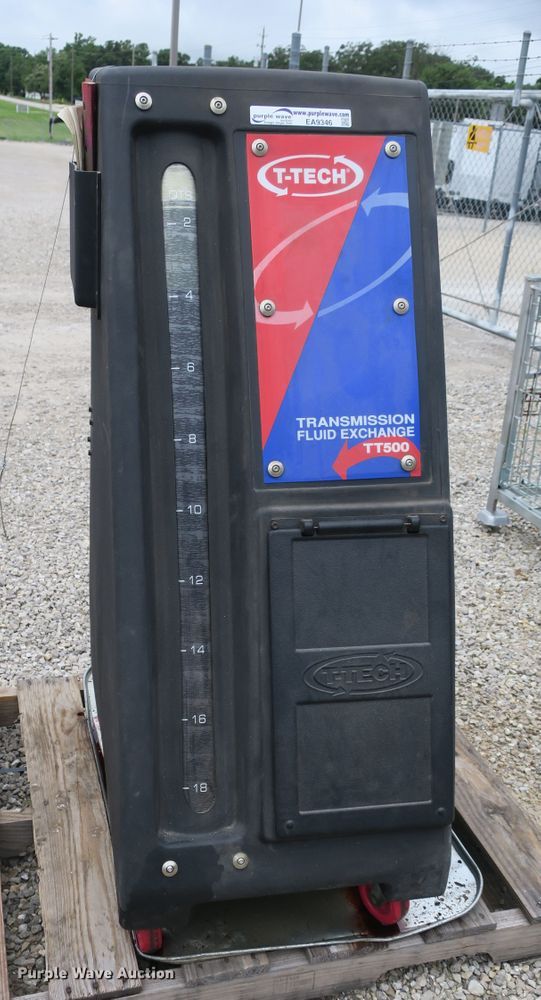 purple wave
www.purplewave.com
EA9346
T-TECH®
QTS
2
4
6
8
10
12
14
16
18
TRANSMISSION
FLUID EXCHANGE
TT500
T-TECH
Purple Wave Auction